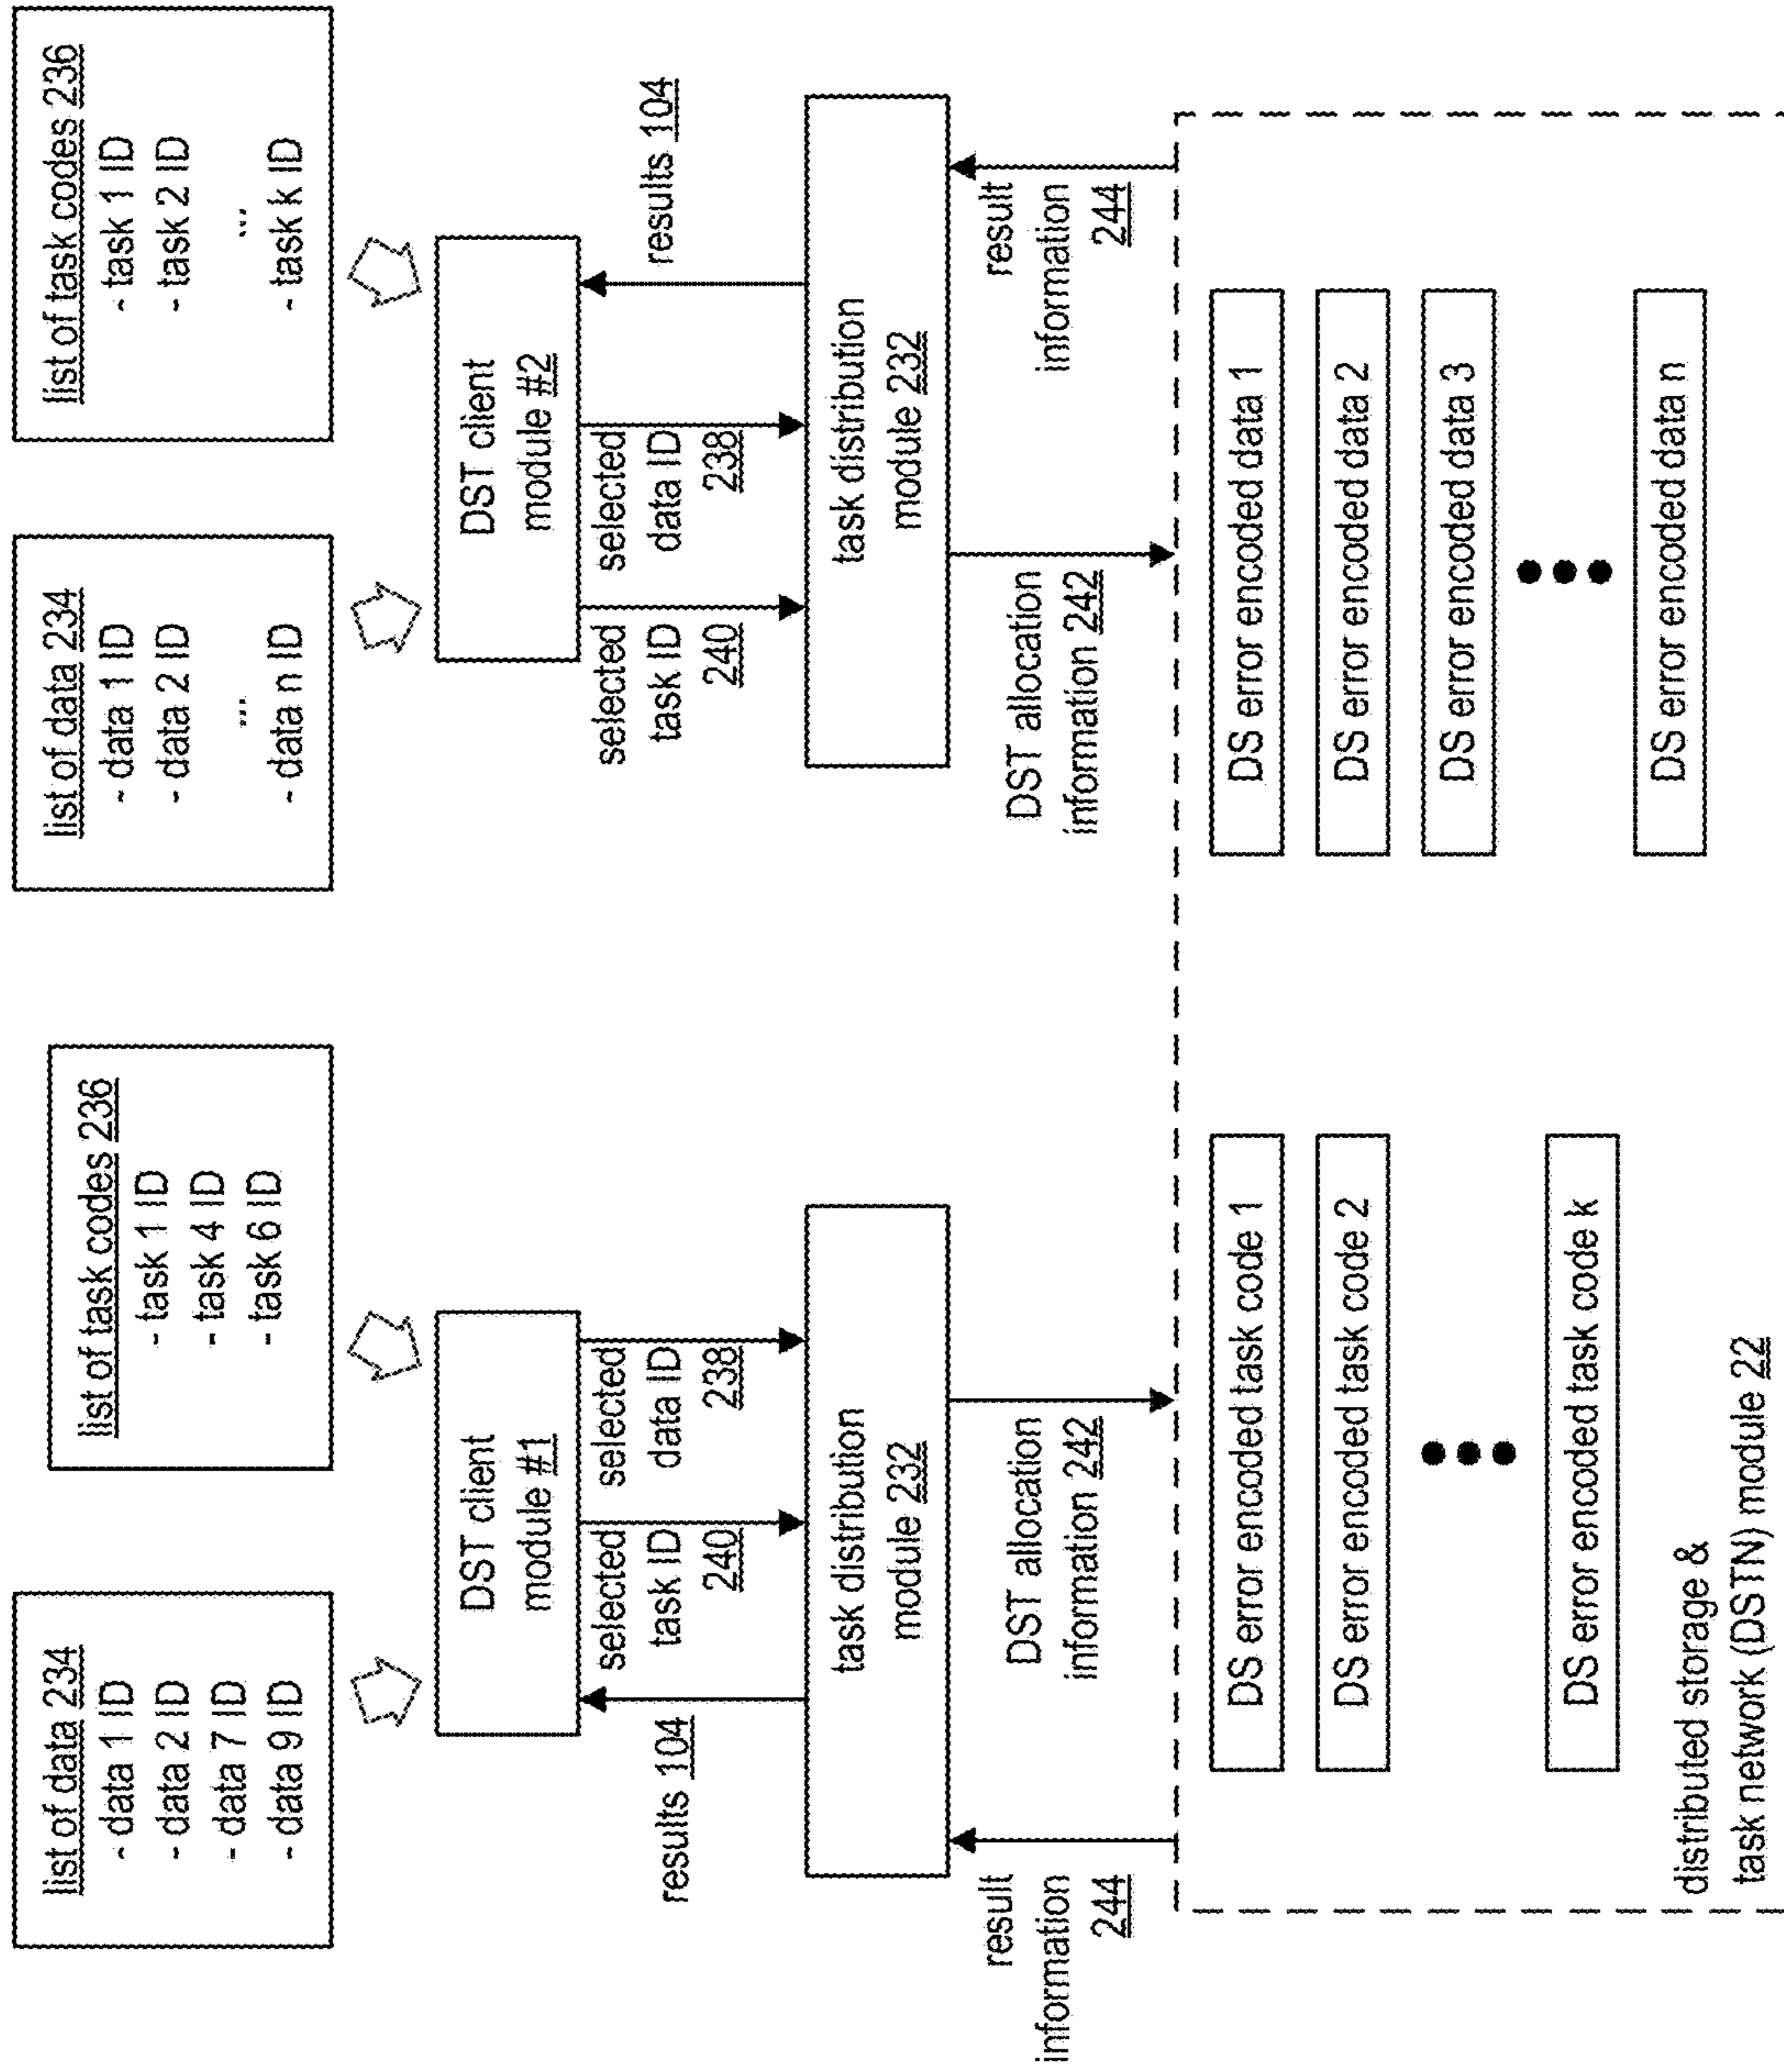 list of data 234
- data 1 ID
- data 2 ID
- data 7 ID
- data 9 ID
list of task codes 236
- task 1 ID
- task 4 ID
- task 6 ID
list of data 234
- data 1 ID
- data 2 ID
...
- data n ID
list of task codes 236
- task 1 ID
- task 2 ID
...
- task k ID
DST client
module #1
DST client
module #2
results 104
selected
task ID
240
selected
data ID
238
selected
task ID
240
selected
data ID
238
results 104
task distribution
module 232
task distribution
module 232
result
information
244
DST allocation
information 242
DST allocation
information 242
result
information
244
DS error encoded task code 1
DS error encoded task code 2
DS error encoded task code k
DS error encoded data 1
DS error encoded data 2
DS error encoded data 3
DS error encoded data n
distributed storage &
task network (DSTN) module 22